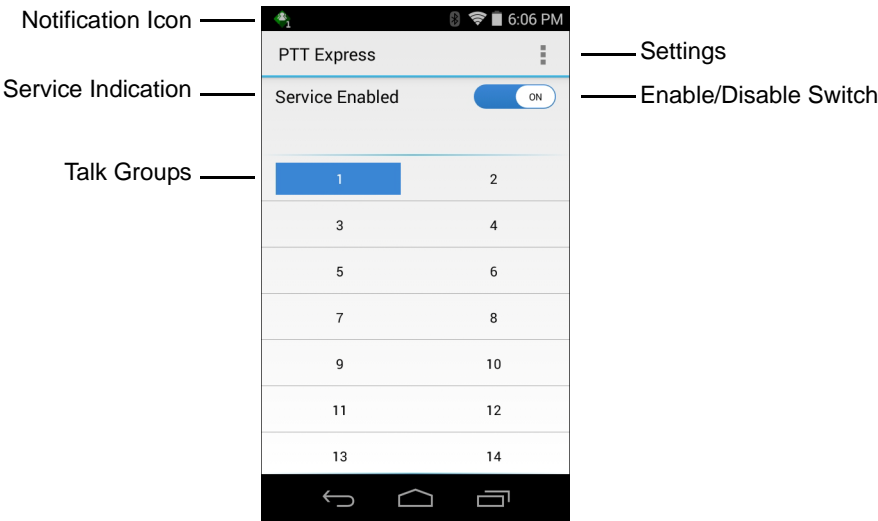 Notification Icon
1
6:06 PM
PTT Express
Settings
Service Indication
Service Enabled
ON
Enable/Disable Switch
Talk Groups
1 2
3 4
5 6
7 8
9 10
11 12
13 14